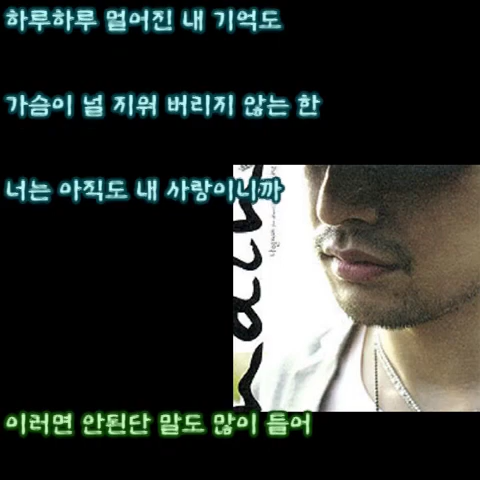 하루하루 멀어진 내 기억도
가슴이 널 지워 버리지 않는 한
너는 아직도 내 사랑이니까
이러면 안된단 말도 많이 들어